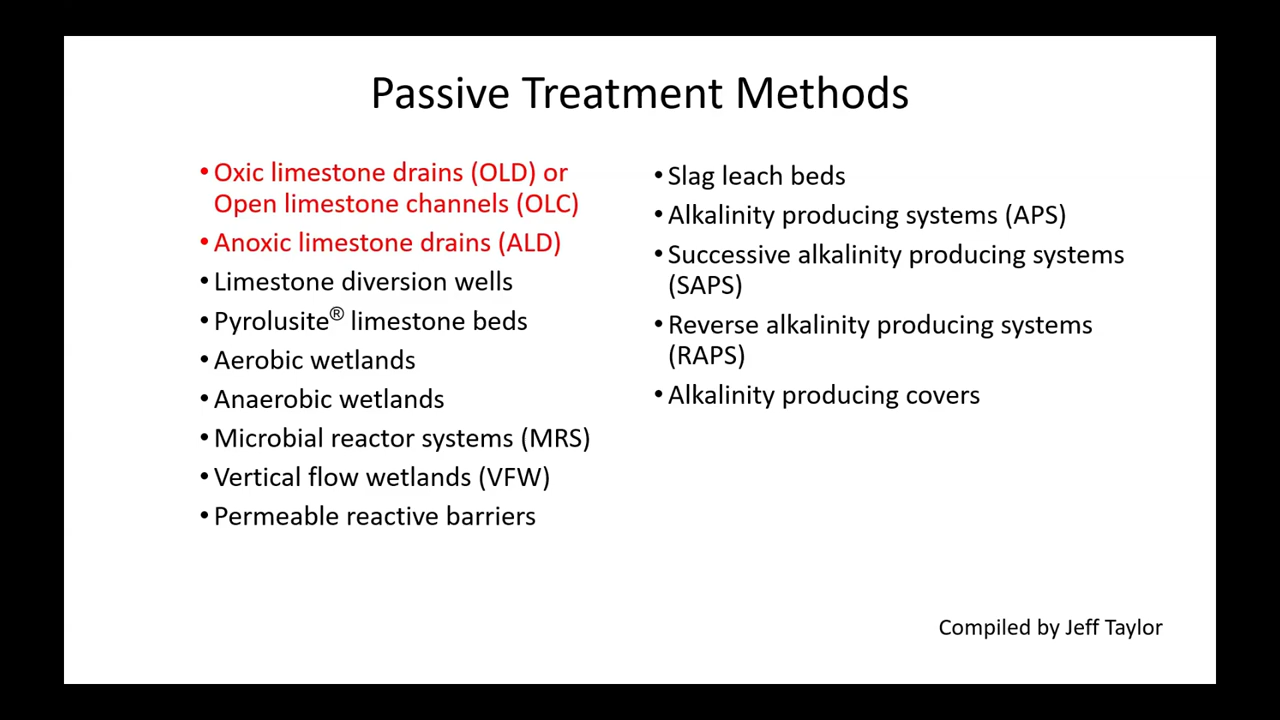 Passive Treatment Methods
• Oxic limestone drains (OLD) or
Open limestone channels (OLC)
• Anoxic limestone drains (ALD)
• Limestone diversion wells
• Pyrolusite® limestone beds
• Aerobic wetlands
• Anaerobic wetlands
• Microbial reactor systems (MRS)
• Vertical flow wetlands (VFW)
• Permeable reactive barriers
• Slag leach beds
• Alkalinity producing systems (APS)
• Successive alkalinity producing systems
(SAPS)
• Reverse alkalinity producing systems
(RAPS)
• Alkalinity producing covers
Compiled by Jeff Taylor